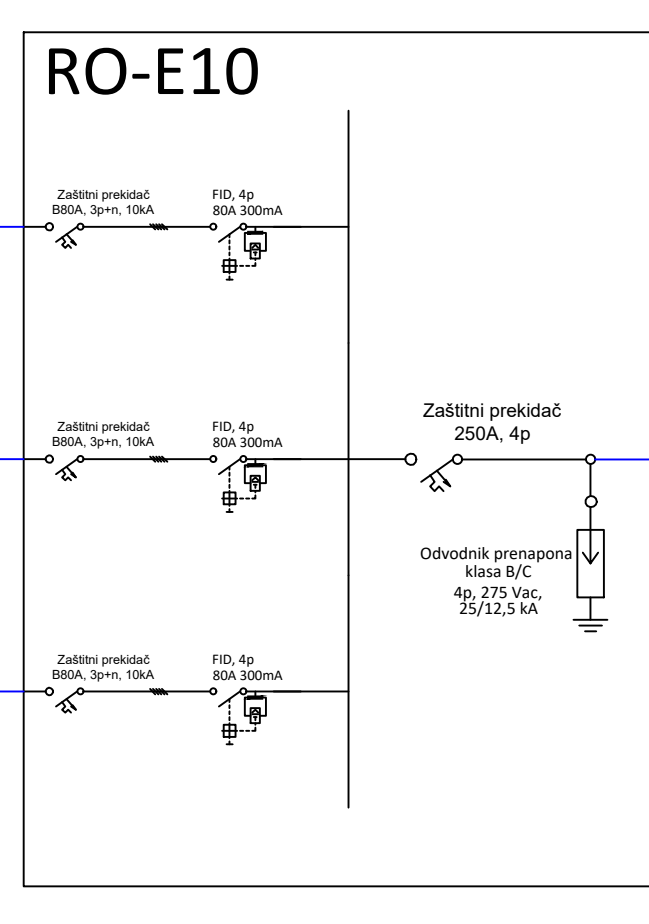 RO-E10
Zaštitni prekidač
B80A, 3p+n, 10kA
FID, 4p
80A 300mA
Zaštitni prekidač
B80A, 3p+n, 10kA
FID, 4p
80A 300mA
Zaštitni prekidač
250A, 4p
Odvodnik prenapona
klasa B/C
4p, 275 Vac,
25/12,5 kA
Zaštitni prekidač
B80A, 3p+n, 10kA
FID, 4p
80A 300mA